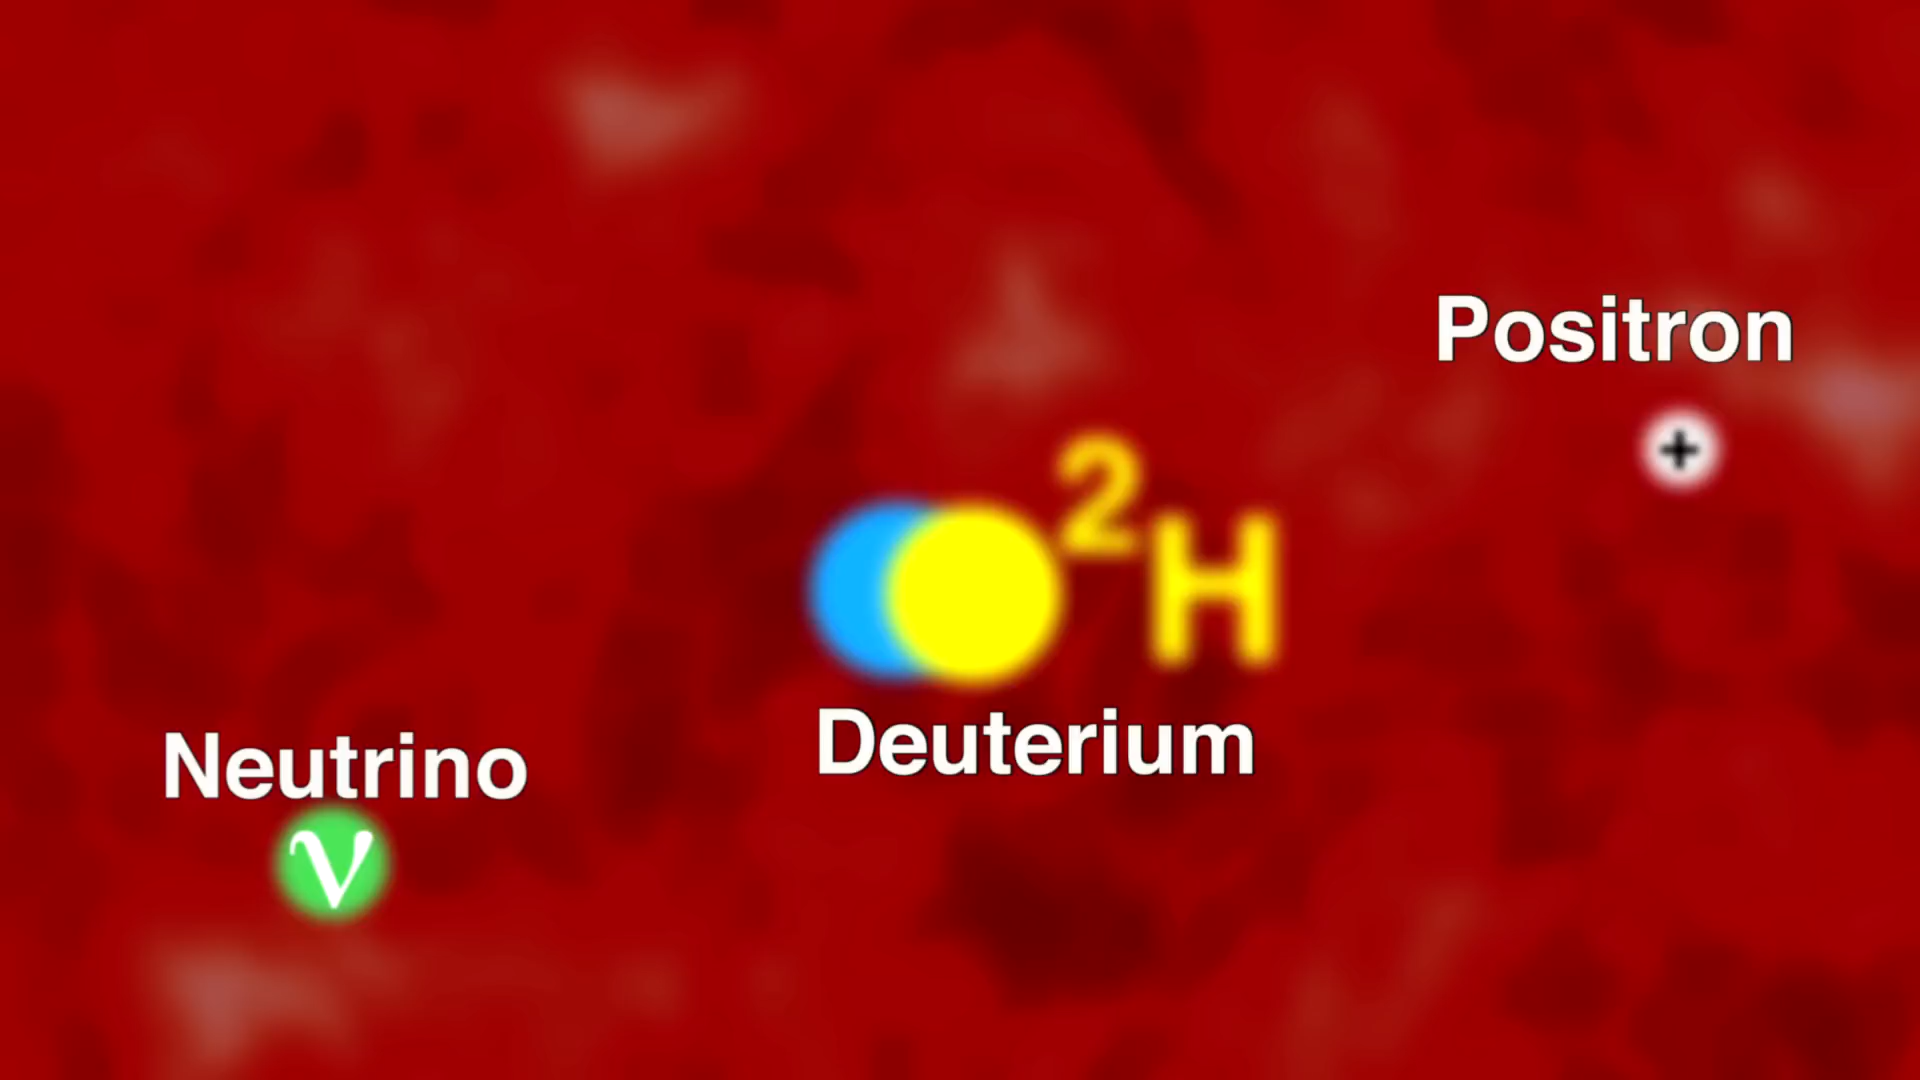 Positron
+
²H
Deuterium
Neutrino
ν